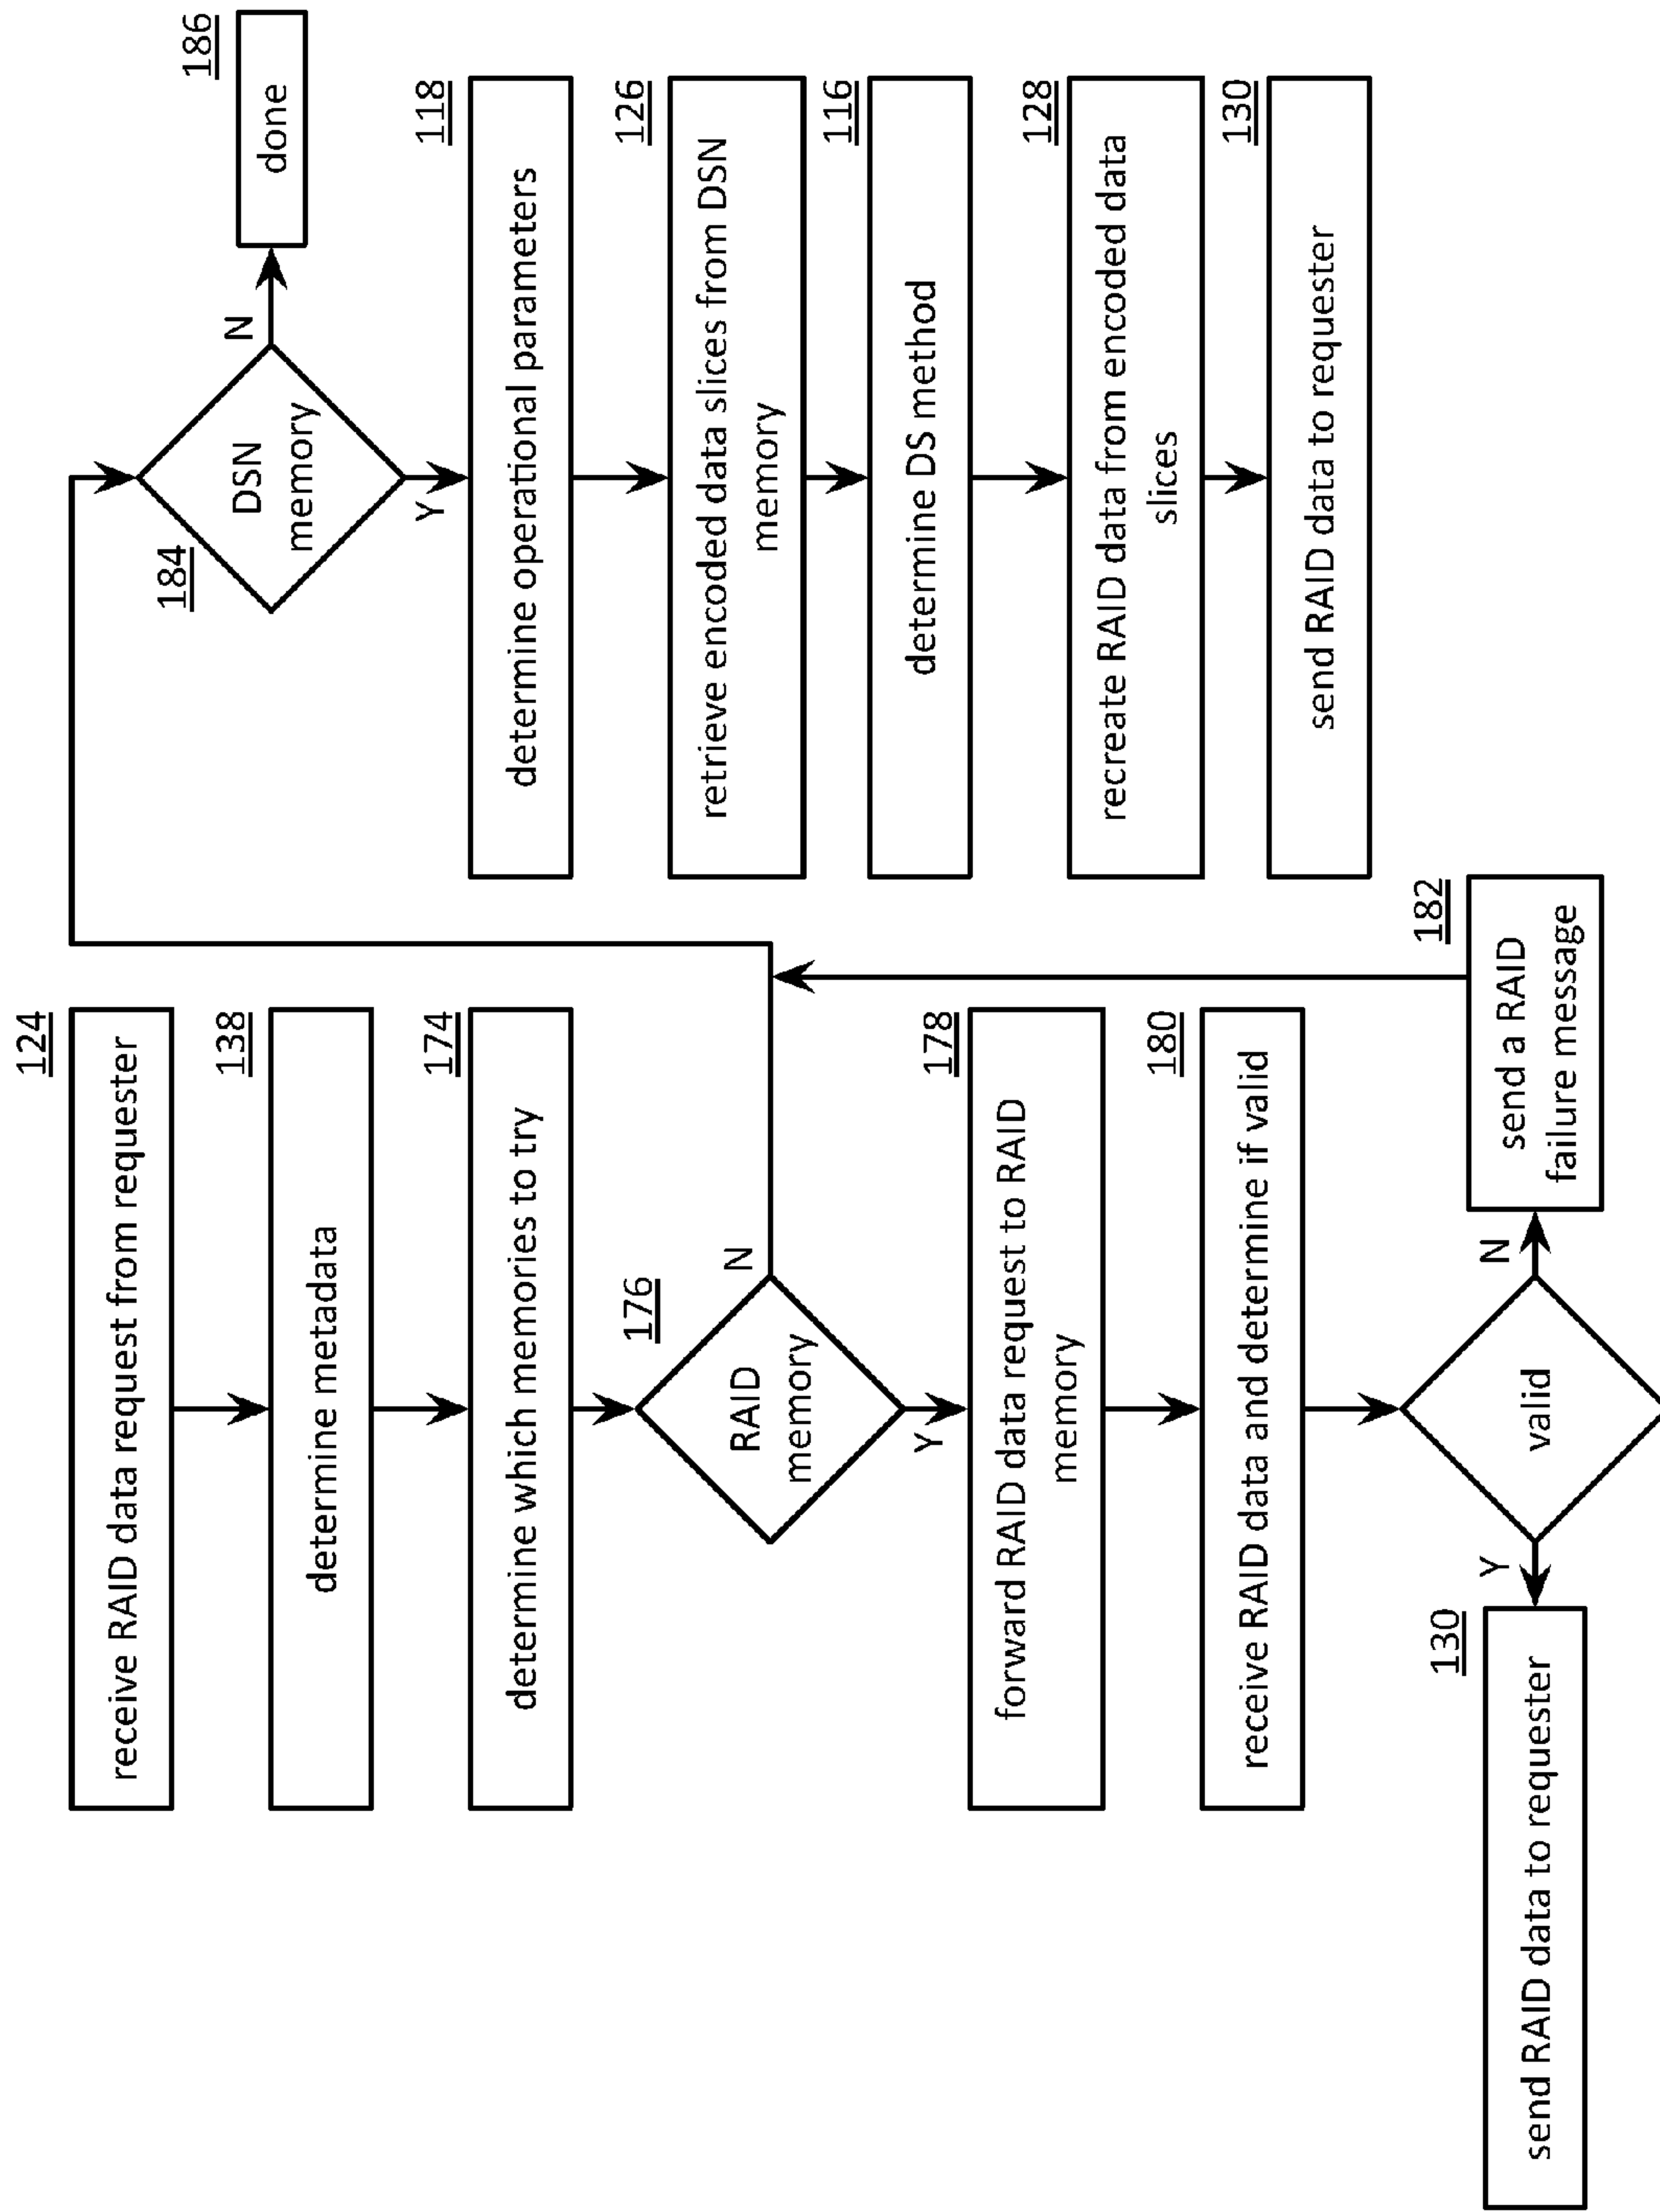 124
receive RAID data request from requester
138
determine metadata
174
determine which memories to try
176
RAID
memory
N
Y
178
forward RAID data request to RAID
memory
180
receive RAID data and determine if valid
valid
Y
N
130
send RAID data to requester
182
send a RAID
failure message
184
DSN
memory
N
186
done
Y
118
determine operational parameters
126
retrieve encoded data slices from DSN
memory
116
determine DS method
128
recreate RAID data from encoded data
slices
130
send RAID data to requester